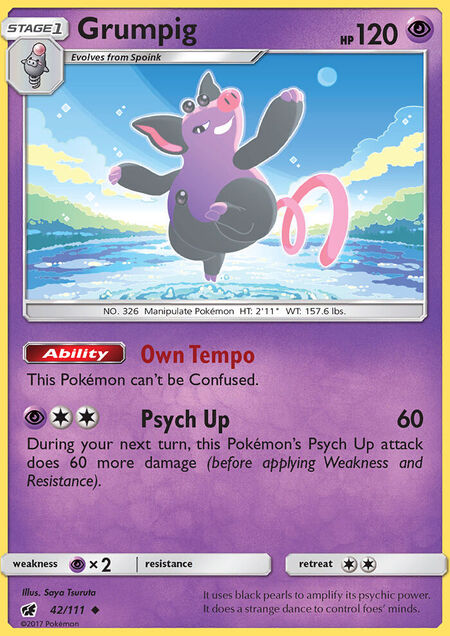 STAGE 1
Grumpig
HP 120
Evolves from Spoink
NO. 326 Manipulate Pokémon HT: 2'11" WT: 157.6 lbs.
Ability Own Tempo
This Pokémon can't be Confused.
Psych Up 60
During your next turn, this Pokémon's Psych Up attack
does 60 more damage (before applying Weakness and
Resistance).
weakness ×2 resistance retreat
Illus. Saya Tsuruta
42/111
©2017 Pokémon
It uses black pearls to amplify its psychic power.
It does a strange dance to control foes' minds.